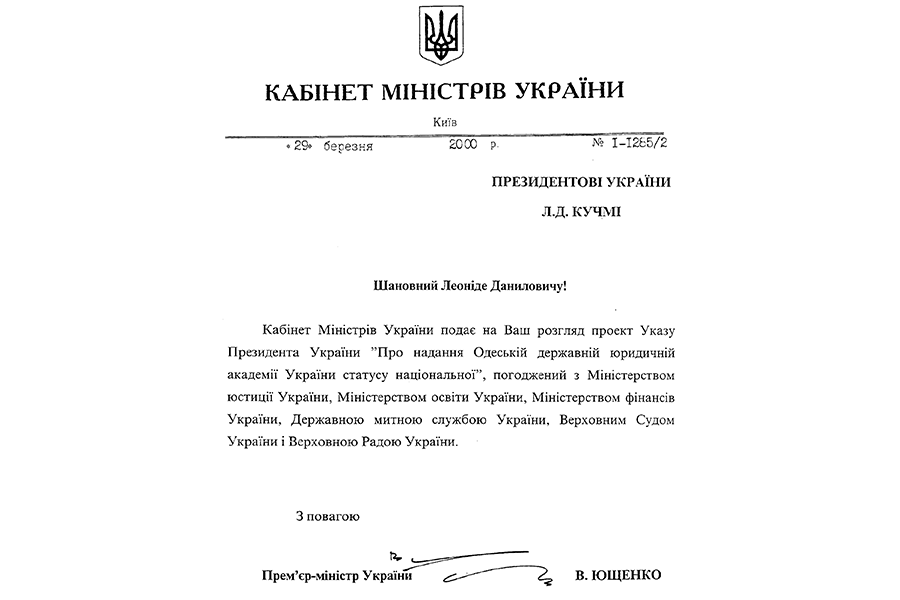 КАБІНЕТ МІНІСТРІВ УКРАЇНИ
Київ
« 29 » березня 2000 р. № I-I285/2
ПРЕЗИДЕНТОВІ УКРАЇНИ
Л.Д. КУЧМІ
Шановний Леоніде Даниловичу!
Кабінет Міністрів України подає на Ваш розгляд проект Указу
Президента України ”Про надання Одеській державній юридичній
академії України статусу національної”, погоджений з Міністерством
юстиції України, Міністерством освіти України, Міністерством фінансів
України, Державною митною службою України, Верховним Судом
України і Верховною Радою України.
З повагою
Прем’єр-міністр України В. ЮЩЕНКО